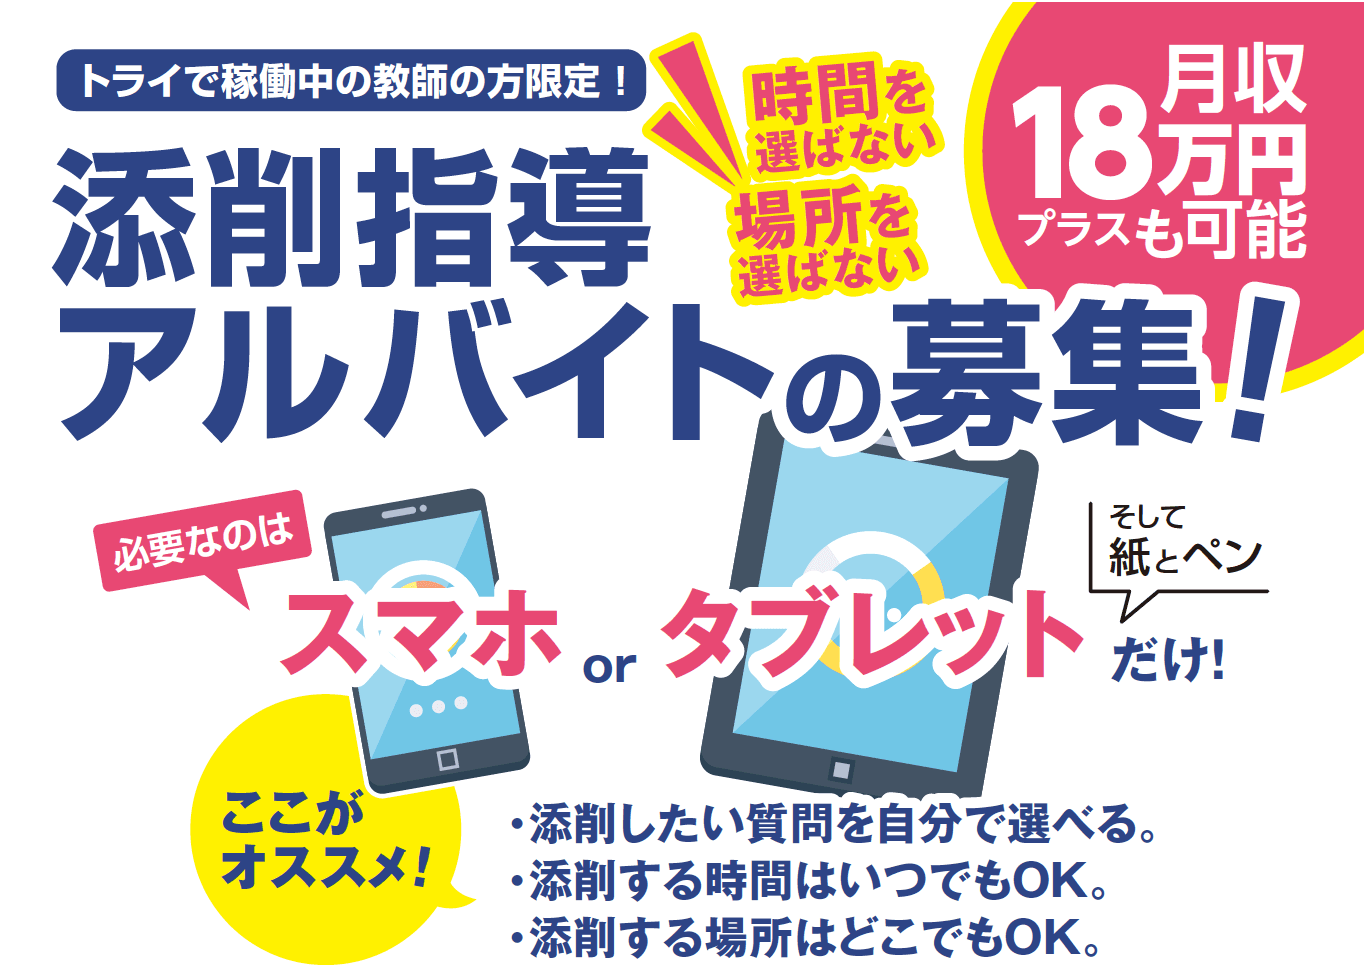 トライで稼働中の教師の方限定！
添削指導
アルバイトの募集！
時間を
選ばない
場所を
選ばない
月収
18万円
プラスも可能
必要なのは
スマホ or タブレット
そして
紙とペン
だけ！
ここが
オススメ！
・添削したい質問を自分で選べる。
・添削する時間はいつでもOK。
・添削する場所はどこでもOK。